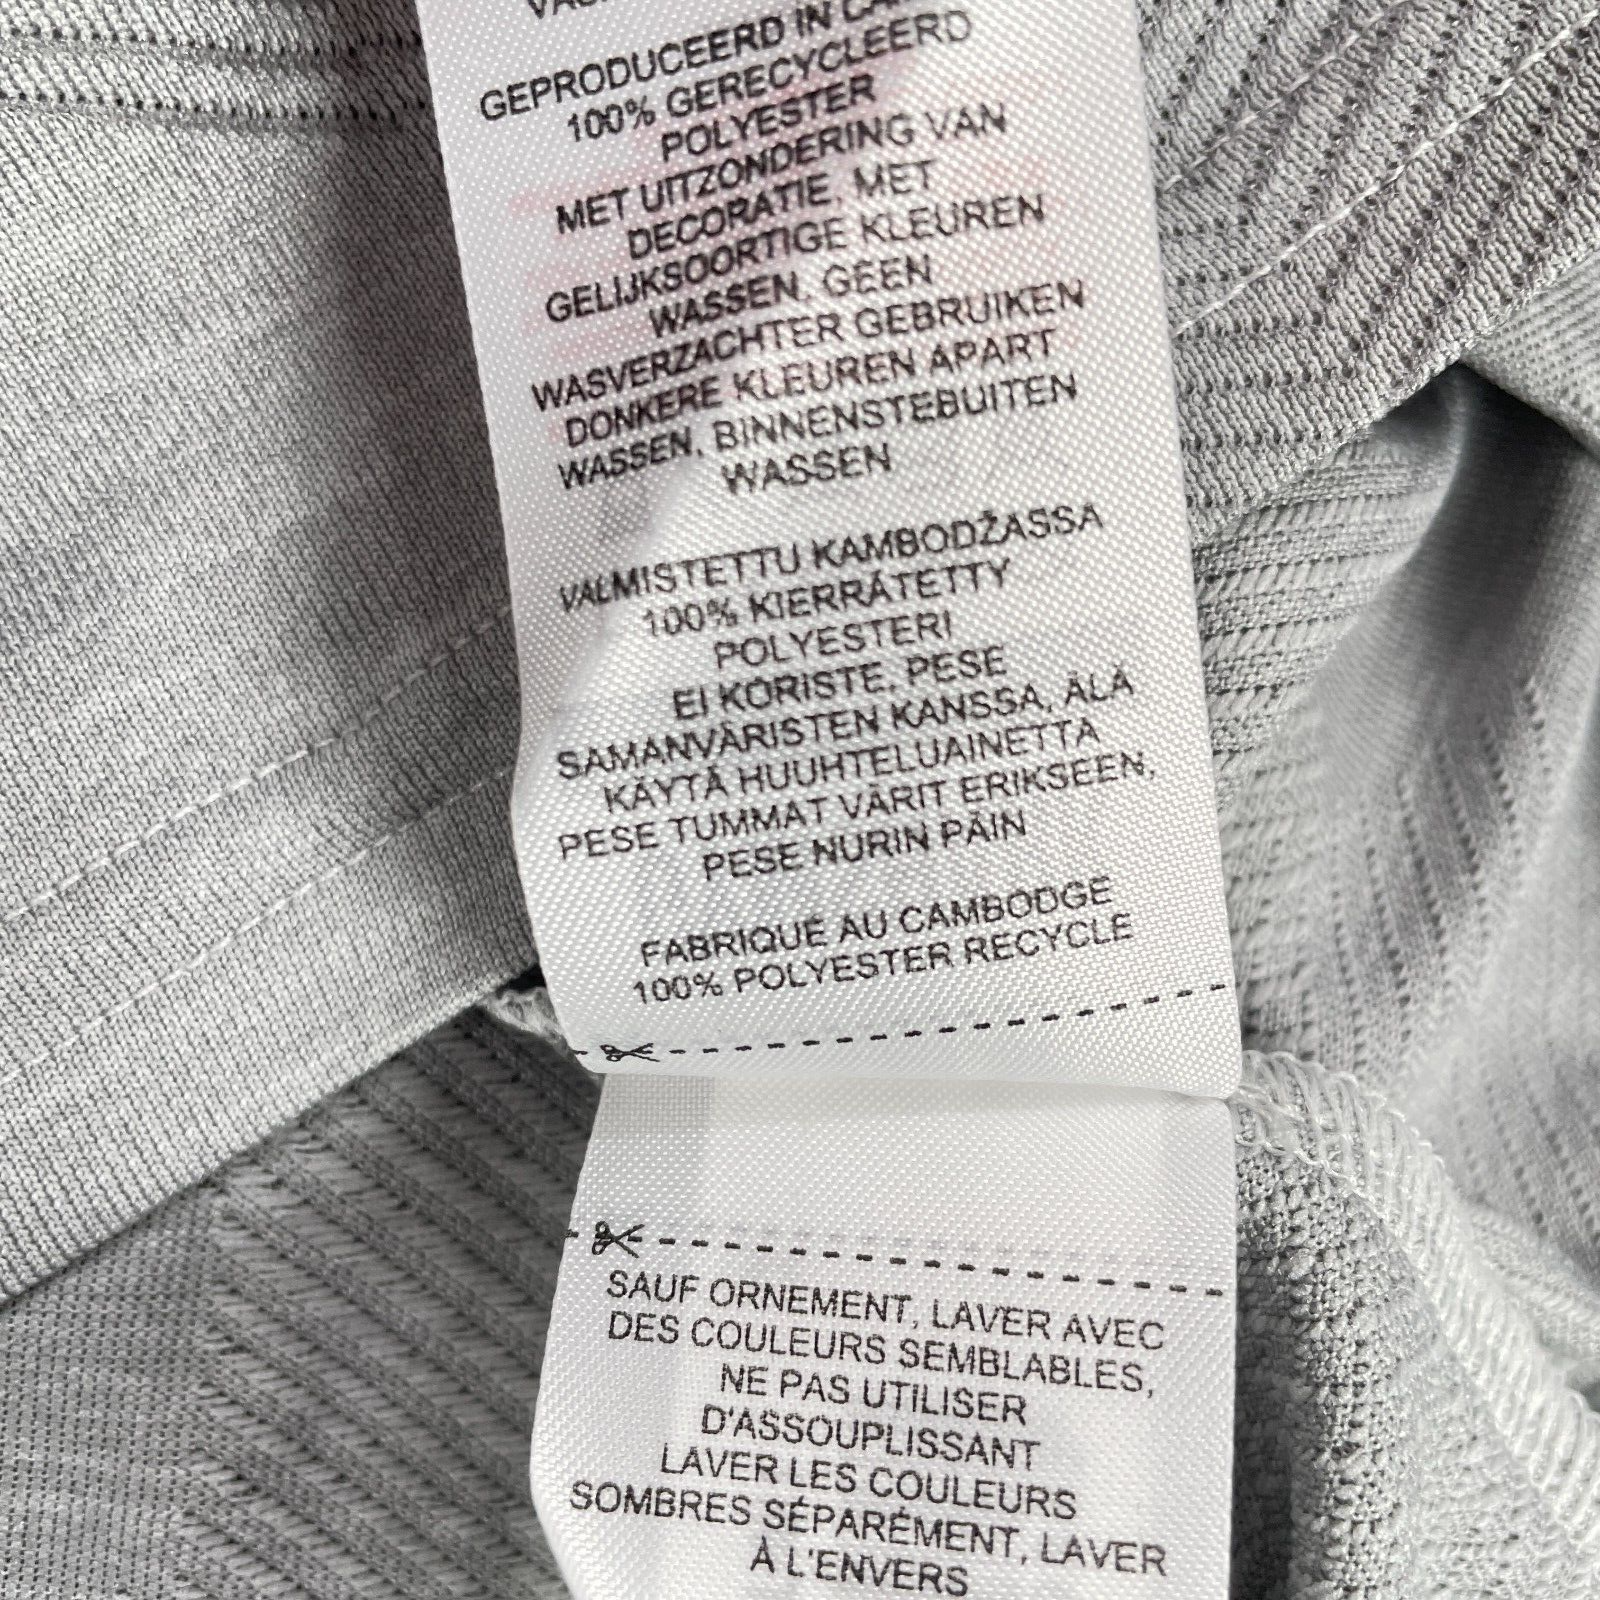 GEPRODUCEERD IN
100% GERECYCLEERD
POLYESTER
MET UITZONDERING VAN
DECORATIE, MET
GELIJKSOORTIGE KLEUREN
WASSEN, GEEN
WASVERZACHTER GEBRUIKEN
DONKERE KLEUREN APART
WASSEN, BINNENSTEBUITEN
WASSEN
VALMISTETTU KAMBODŽASSA
100% KIERRÄTETTY
POLYESTERI
EI KORISTE, PESE
SAMANVÄRISTEN KANSSA, ÄLÄ
KÄYTÄ HUUHTELUAINETTA
PESE TUMMAT VÄRIT ERIKSEEN,
PESE NURIN PÄIN
FABRIQUÉ AU CAMBODGE
100% POLYESTER RECYCLE
SAUF ORNEMENT, LAVER AVEC
DES COULEURS SEMBLABLES,
NE PAS UTILISER
D'ASSOUPLISSANT
LAVER LES COULEURS
SOMBRES SÉPARÉMENT, LAVER
À L'ENVERS